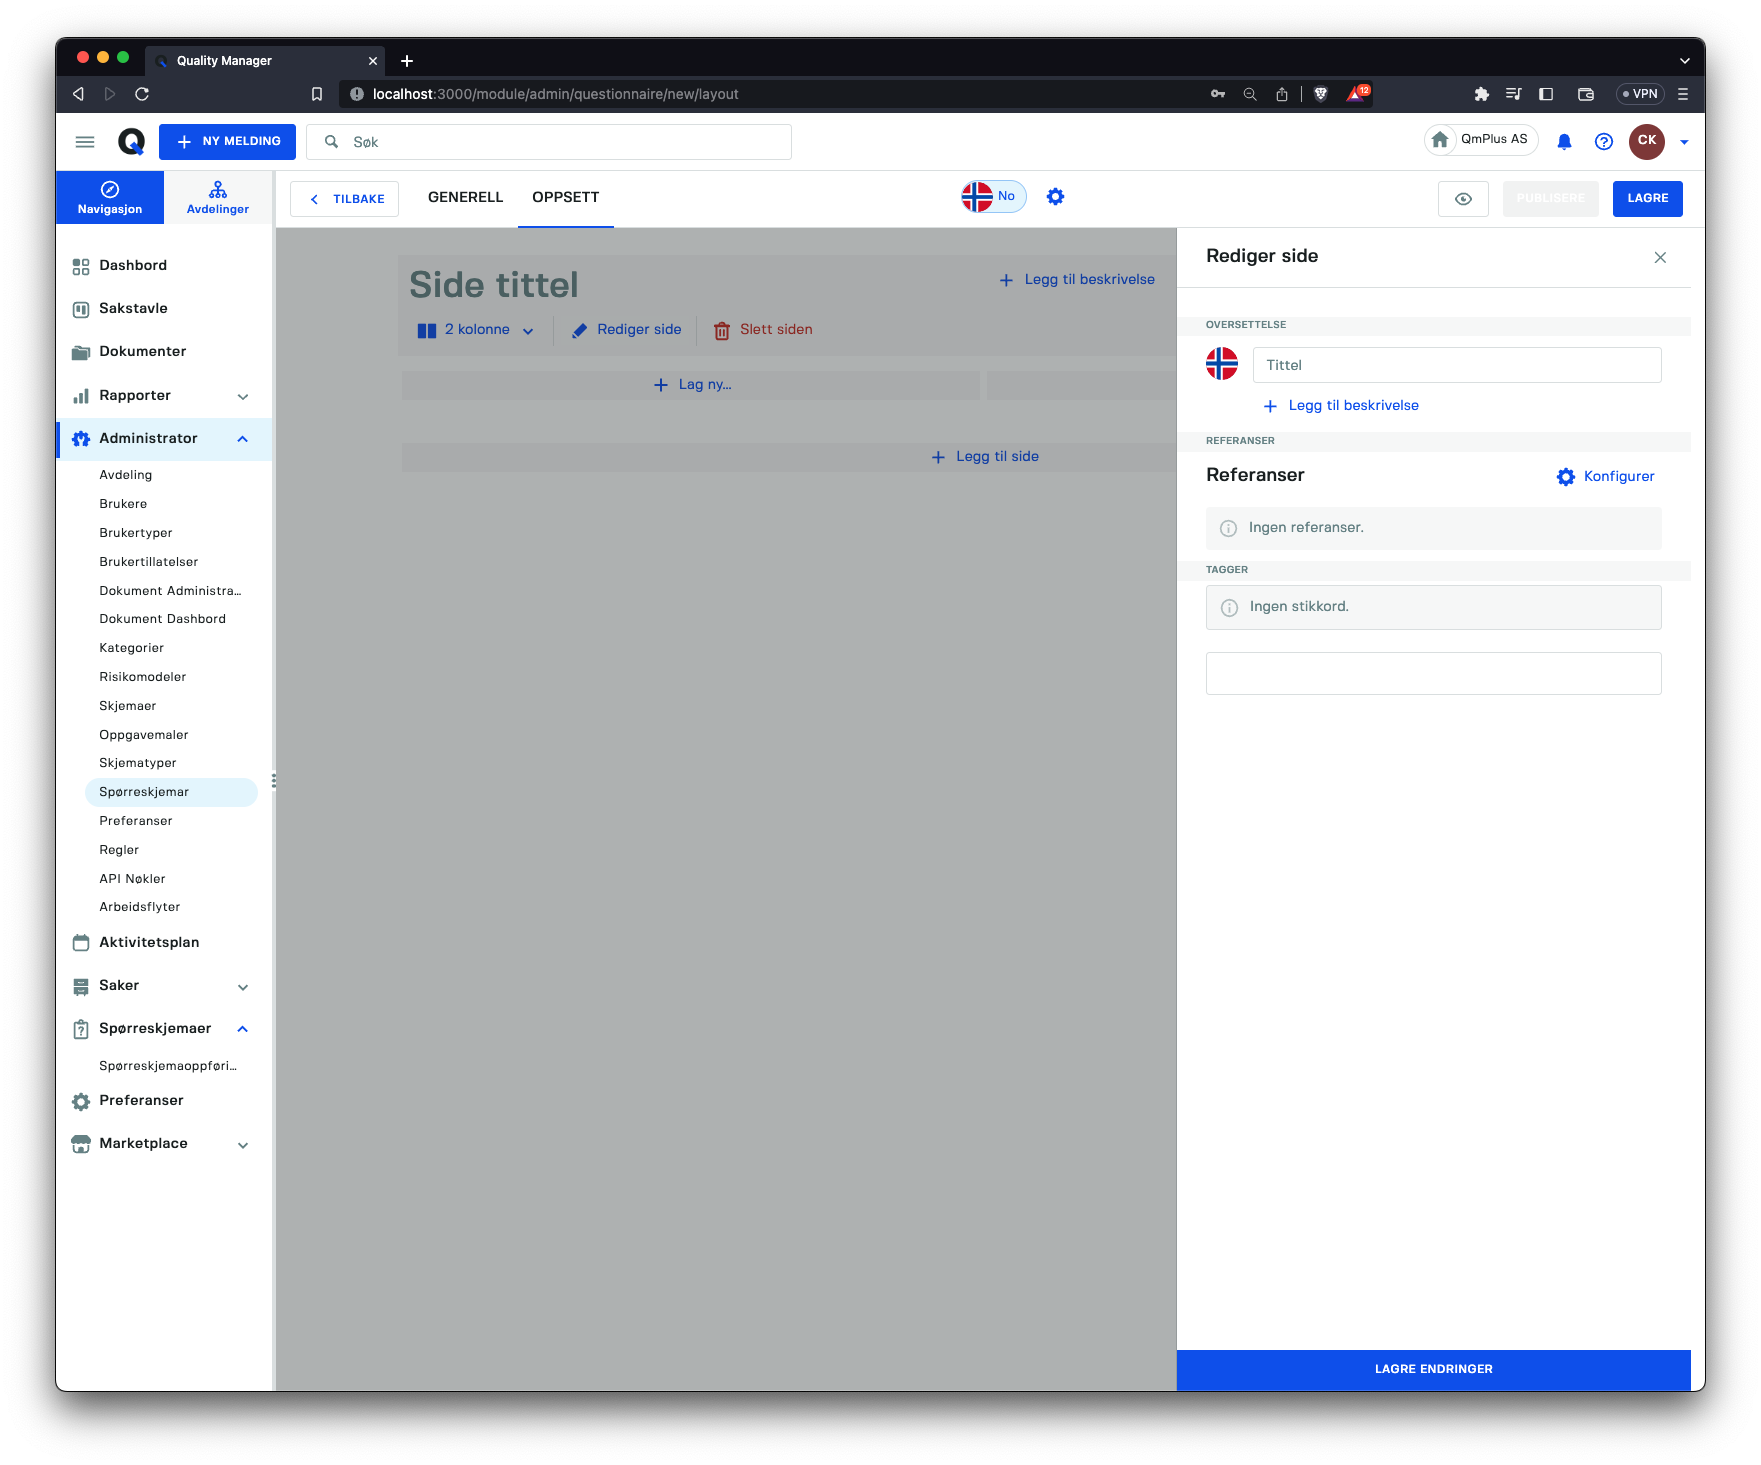 Quality Manager
localhost:3000/module/admin/questionnaire/new/layout
12
VPN
NY MELDING
Søk
QmPlus AS
CK
Navigasjon
Avdelinger
TILBAKE
GENERELL
OPPSETT
No
PUBLISERE
LAGRE
Dashbord
Sakstavle
Dokumenter
Rapporter
Administrator
Avdeling
Brukere
Brukertyper
Brukertillatelser
Dokument Administra...
Dokument Dashbord
Kategorier
Risikomodeler
Skjemaer
Oppgavemaler
Skjematyper
Spørreskjemar
Preferanser
Regler
API Nøkler
Arbeidsflyter
Aktivitetsplan
Saker
Spørreskjemaer
Spørreskjemaoppføri...
Preferanser
Marketplace
Side tittel
Legg til beskrivelse
2 kolonne
Rediger side
Slett siden
Lag ny...
Legg til side
Rediger side
OVERSETTELSE
Tittel
Legg til beskrivelse
REFERANSER
Referanser
Konfigurer
Ingen referanser.
TAGGER
Ingen stikkord.
LAGRE ENDRINGER